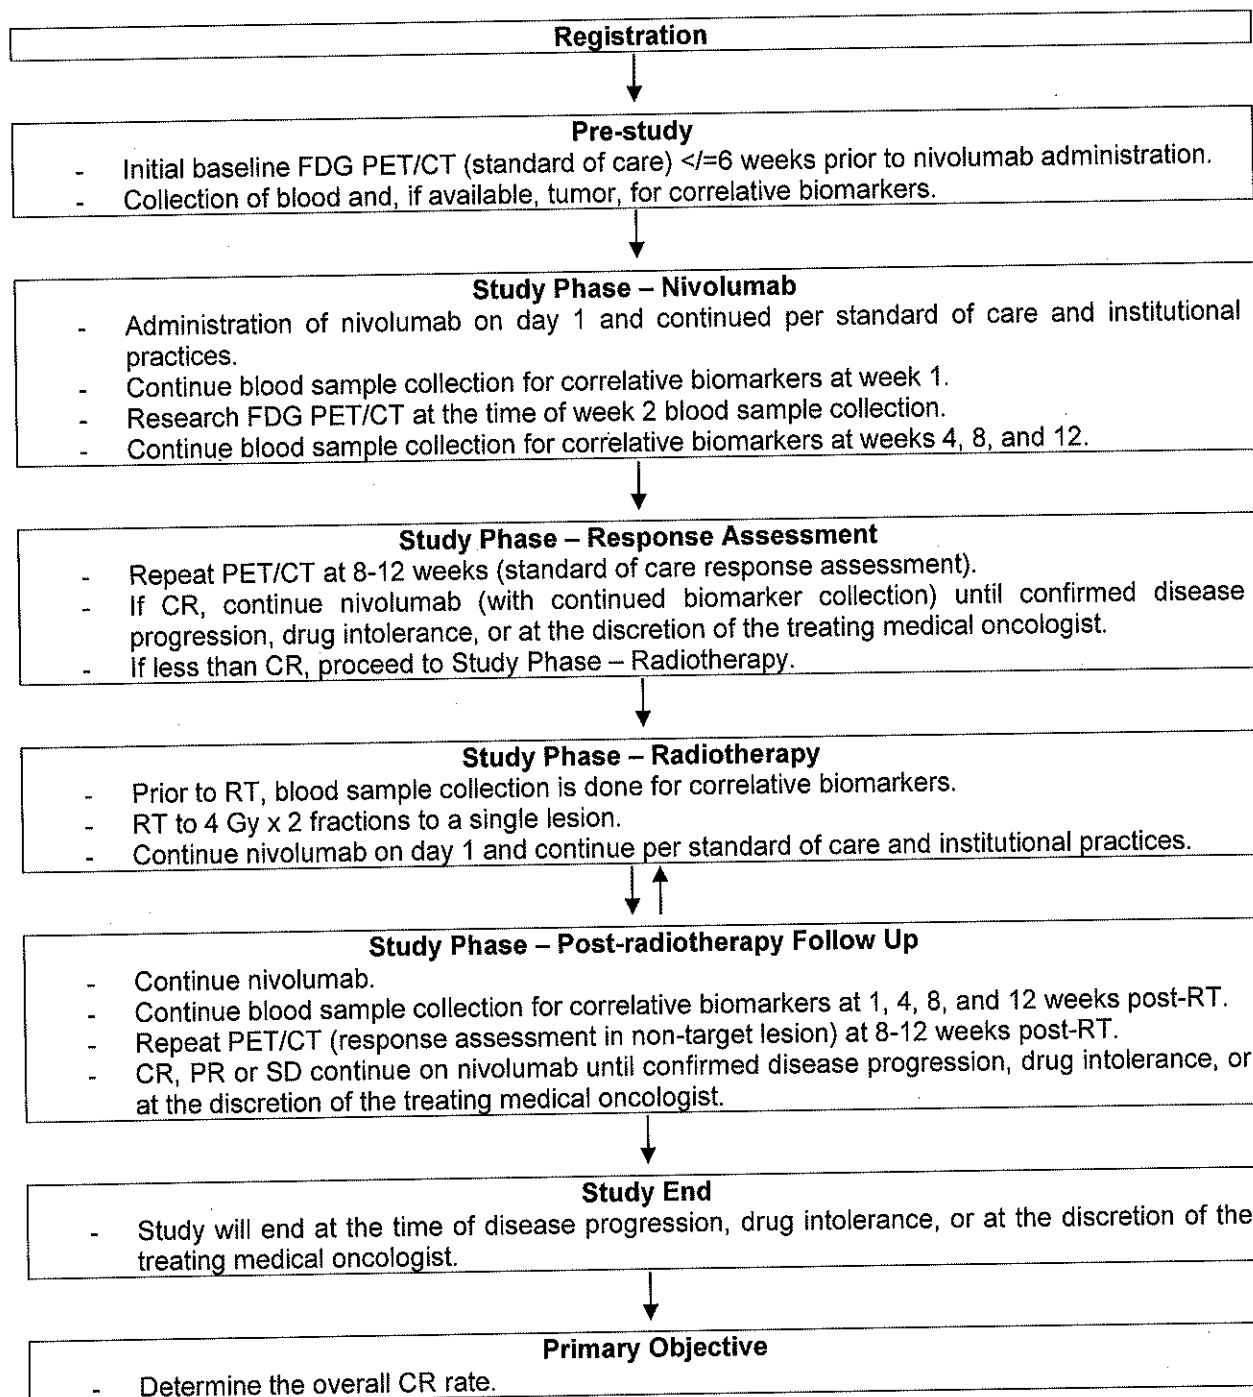 Registration
Pre-study
- Initial baseline FDG PET/CT (standard of care) </=6 weeks prior to nivolumab administration.
- Collection of blood and, if available, tumor, for correlative biomarkers.
Study Phase – Nivolumab
- Administration of nivolumab on day 1 and continued per standard of care and institutional
practices.
- Continue blood sample collection for correlative biomarkers at week 1.
- Research FDG PET/CT at the time of week 2 blood sample collection.
- Continue blood sample collection for correlative biomarkers at weeks 4, 8, and 12.
Study Phase – Response Assessment
- Repeat PET/CT at 8-12 weeks (standard of care response assessment).
- If CR, continue nivolumab (with continued biomarker collection) until confirmed disease
progression, drug intolerance, or at the discretion of the treating medical oncologist.
- If less than CR, proceed to Study Phase – Radiotherapy.
Study Phase – Radiotherapy
- Prior to RT, blood sample collection is done for correlative biomarkers.
- RT to 4 Gy x 2 fractions to a single lesion.
- Continue nivolumab on day 1 and continue per standard of care and institutional practices.
Study Phase – Post-radiotherapy Follow Up
- Continue nivolumab.
- Continue blood sample collection for correlative biomarkers at 1, 4, 8, and 12 weeks post-RT.
- Repeat PET/CT (response assessment in non-target lesion) at 8-12 weeks post-RT.
- CR, PR or SD continue on nivolumab until confirmed disease progression, drug intolerance, or
at the discretion of the treating medical oncologist.
Study End
- Study will end at the time of disease progression, drug intolerance, or at the discretion of the
treating medical oncologist.
Primary Objective
- Determine the overall CR rate.